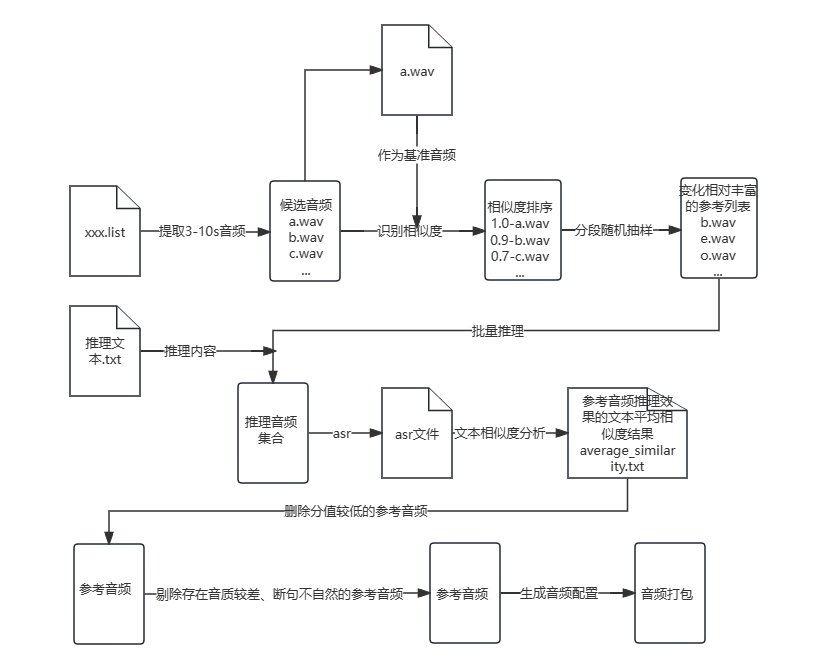 a.wav
作为基准音频
xxx.list
提取3-10s音频
候选音频
a.wav
b.wav
c.wav
...
识别相似度
相似度排序
1.0-a.wav
0.9-b.wav
0.7-c.wav
...
分段随机抽样
变化相对丰富
的参考列表
b.wav
e.wav
o.wav
...
批量推理
推理文
本.txt
推理内容
推理音频
集合
asr
asr文件
文本相似度分析
参考音频推理效
果的文本平均相
似度结果
average_similar
ity.txt
删除分值较低的参考音频
参考音频
剔除存在音质较差、断句不自然的参考音频
参考音频
生成音频配置
音频打包